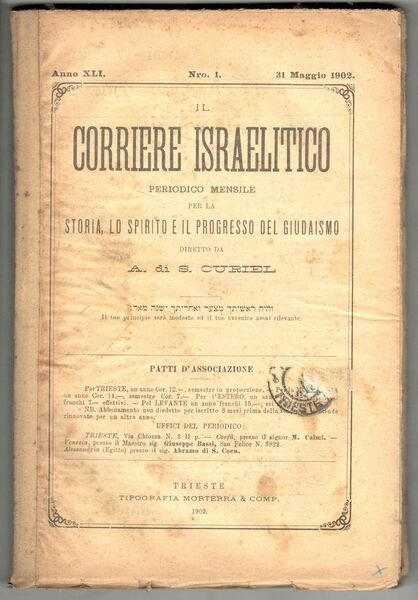 Anno XLI. Nro. 1. 31 Maggio 1902.
IL
CORRIERE ISRAELITICO
PERIODICO MENSILE
PER LA
STORIA, LO SPIRITO E IL PROGRESSO DEL GIUDAISMO
DIRETTO DA
A. di S. CURIEL
והיה ראשיתך מצער ואחריתך ישגה מאד:
Il tuo principio sarà modesto ed il tuo avvenire assai rilevante.
PATTI D'ASSOCIAZIONE
Per TRIESTE, un anno Cor. 12.—, semestre in proporzione.
un anno Cor. 14.—, semestre Cor. 7.— Per l'ESTERO, un anno
franchi 7.— effettivi. — Pel LEVANTE un anno franchi 15.—,
NB. Abbonamento non disdetto per iscritto 3 mesi prima della
rinnovato per un altro anno.
UFFICI DEL PERIODICO:
TRIESTE, Via Chiozza N. 8 II p. — Corfù, presso il signor M. Caimi. —
Venezia, presso il Maestro sig. Giuseppe Bassi, San Felice N. 3822.
Alessandria (Egitto) presso il sig. Abramo di S. Coen.
TRIESTE
TRIESTE
TIPOGRAFIA MORTERRA & COMP.
1902.